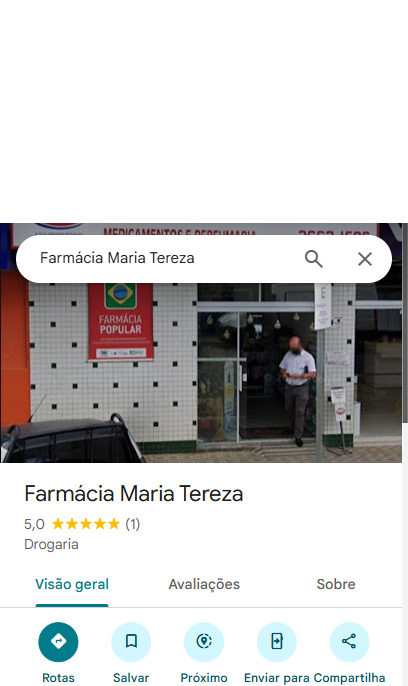 MEDICAMENTOS E PERFUMARIA
Farmácia Maria Tereza
FARMÁCIA
POPULAR
Farmácia Maria Tereza
5,0 ★★★★★ (1)
Drogaria
Visão geral Avaliações Sobre
Rotas Salvar Próximo Enviar para Compartilha